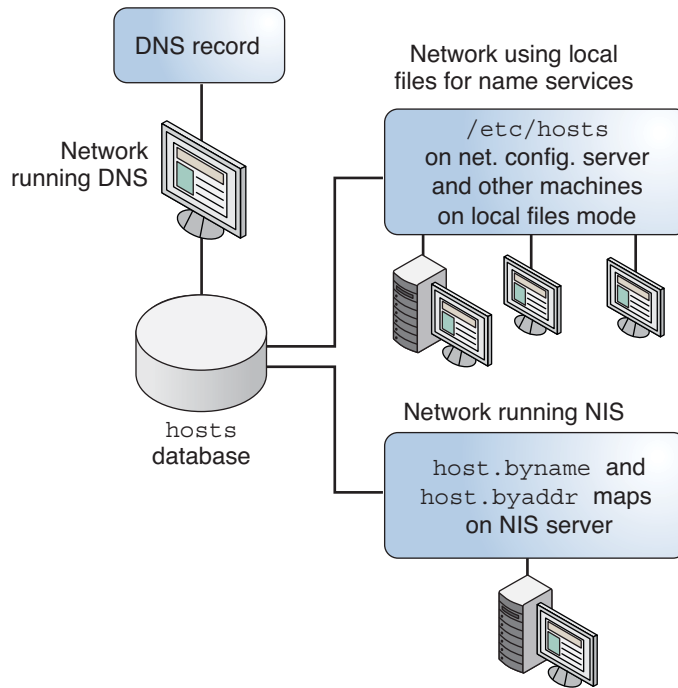 DNS record
Network
running DNS
hosts
database
Network using local
files for name services
/etc/hosts
on net. config. server
and other machines
on local files mode
Network running NIS
host.byname and
host.byaddr maps
on NIS server